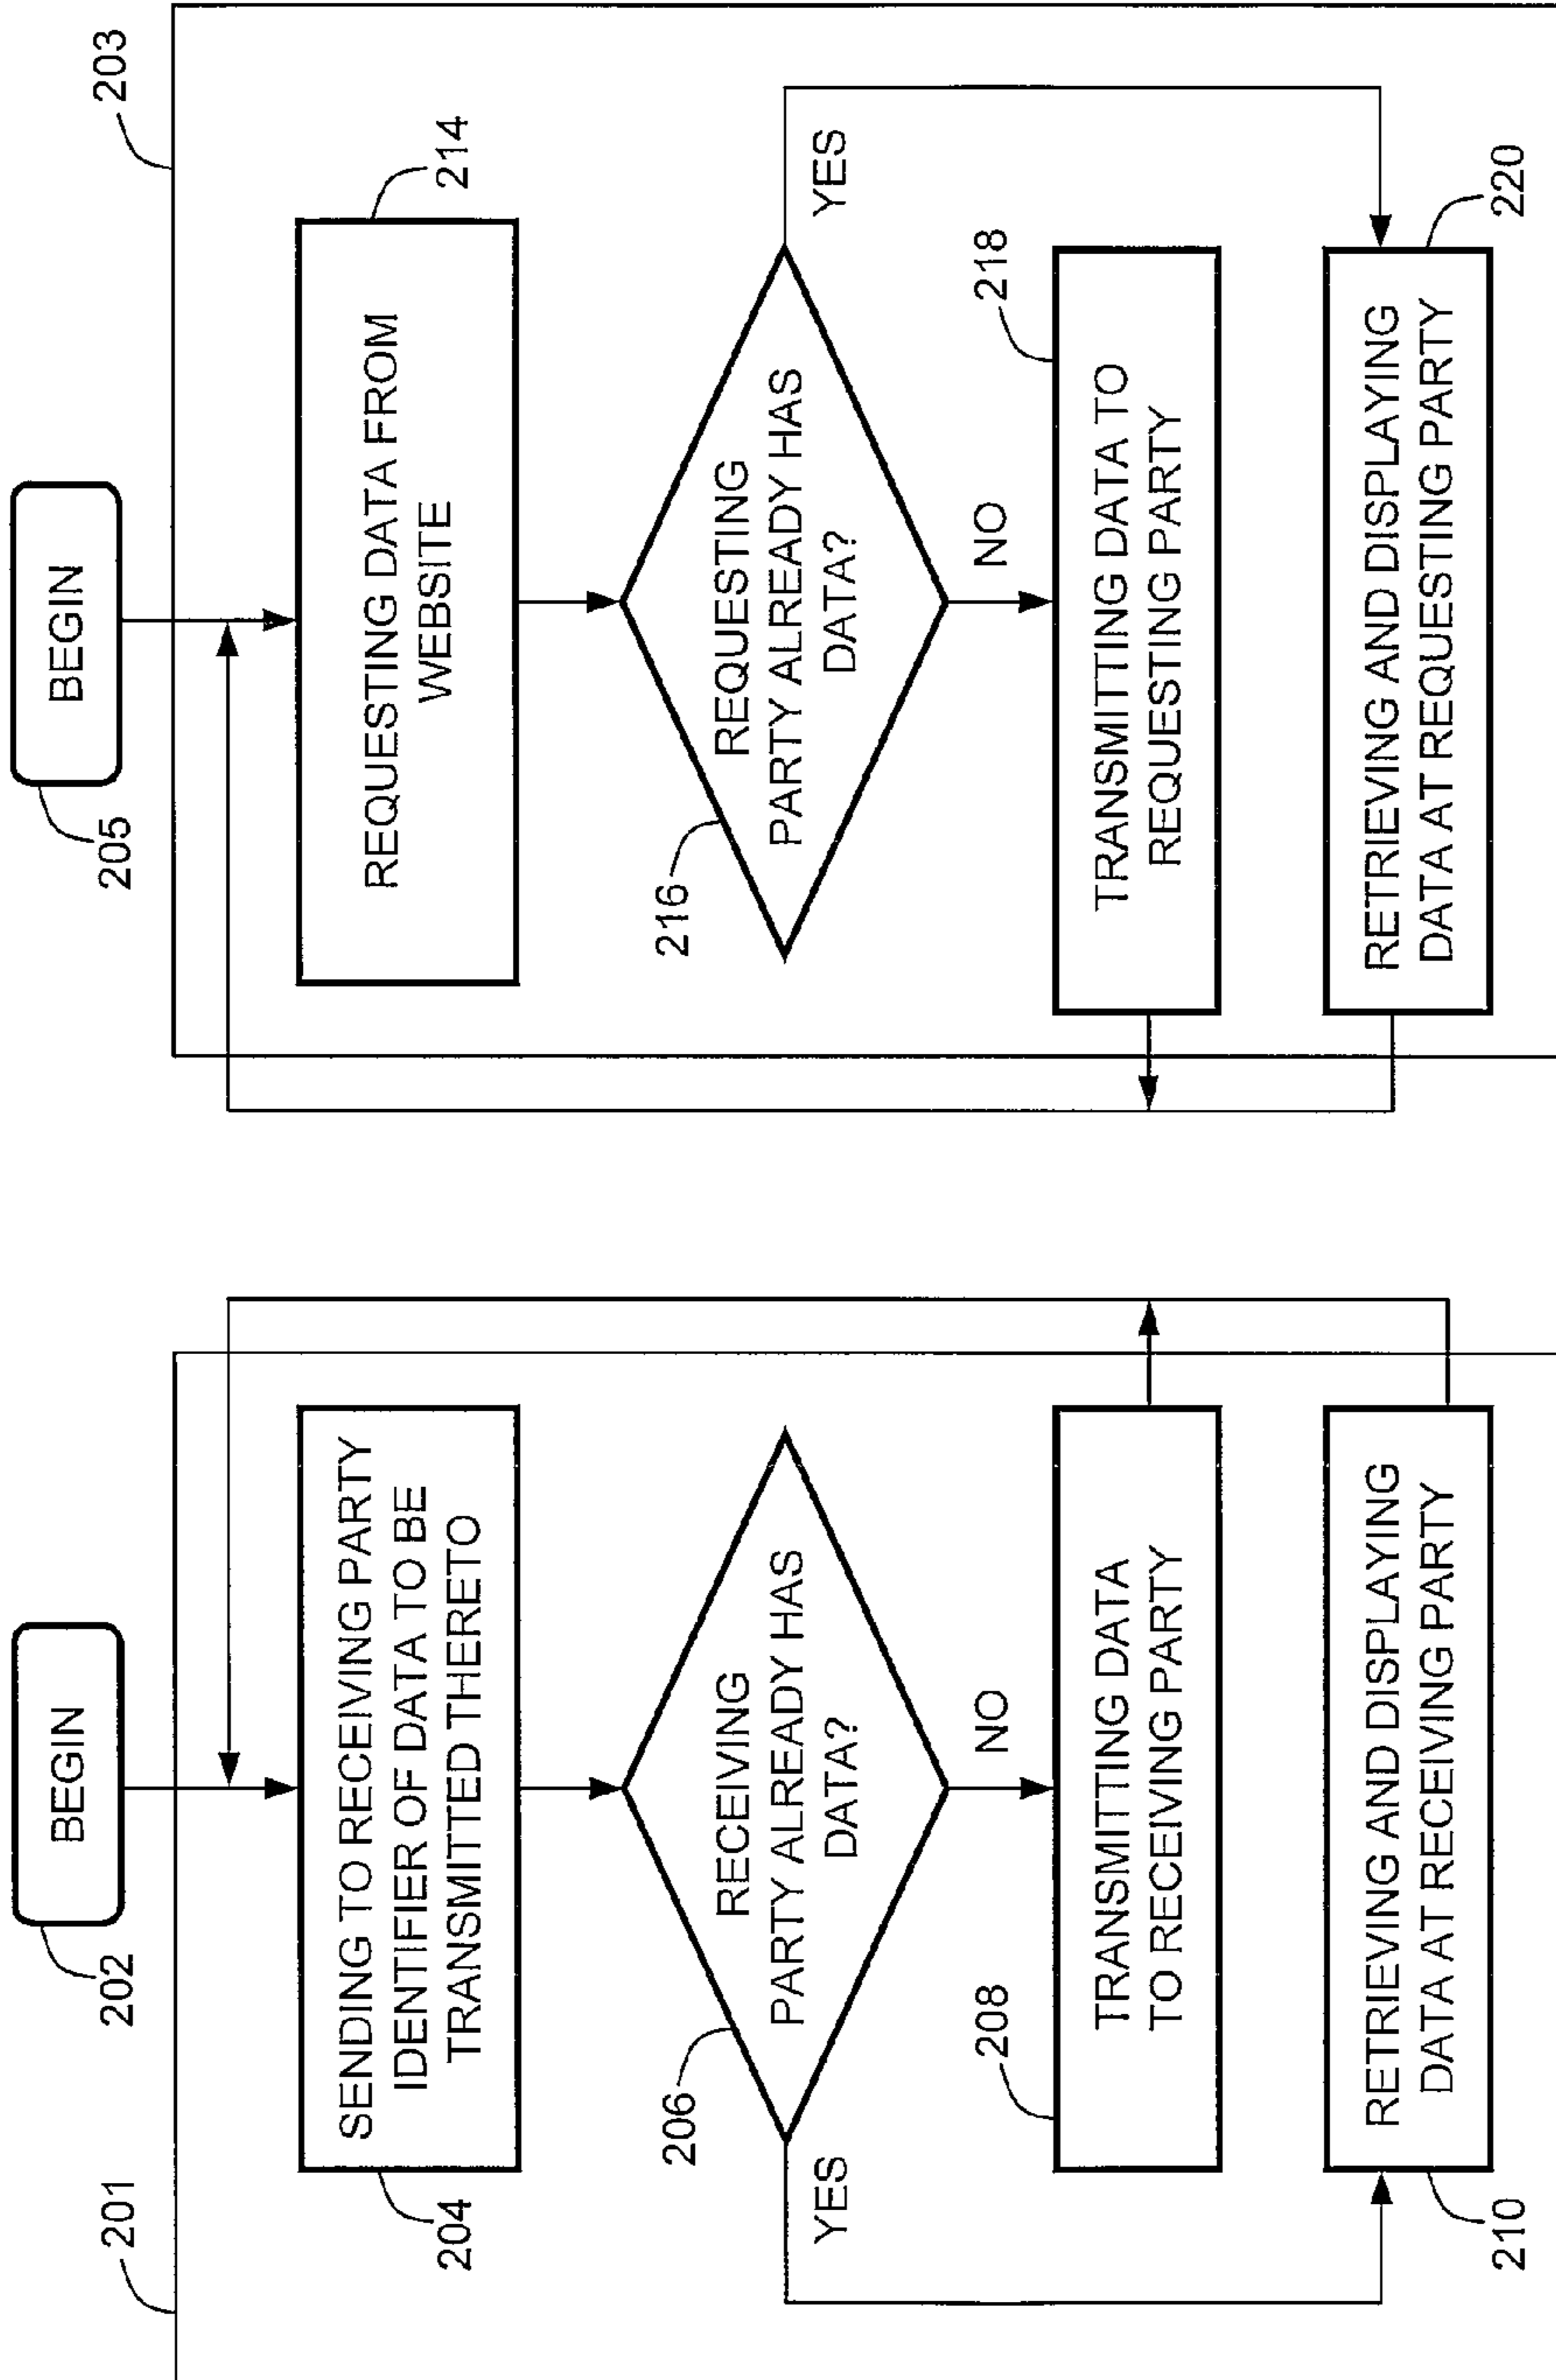 201
202
BEGIN
204
SENDING TO RECEIVING PARTY
IDENTIFIER OF DATA TO BE
TRANSMITTED THERETO
206
RECEIVING
PARTY ALREADY HAS
DATA?
YES
NO
208
TRANSMITTING DATA
TO RECEIVING PARTY
210
RETRIEVING AND DISPLAYING
DATA AT RECEIVING PARTY
203
205
BEGIN
214
REQUESTING DATA FROM
WEBSITE
216
REQUESTING
PARTY ALREADY HAS
DATA?
YES
NO
218
TRANSMITTING DATA TO
REQUESTING PARTY
220
RETRIEVING AND DISPLAYING
DATA AT REQUESTING PARTY